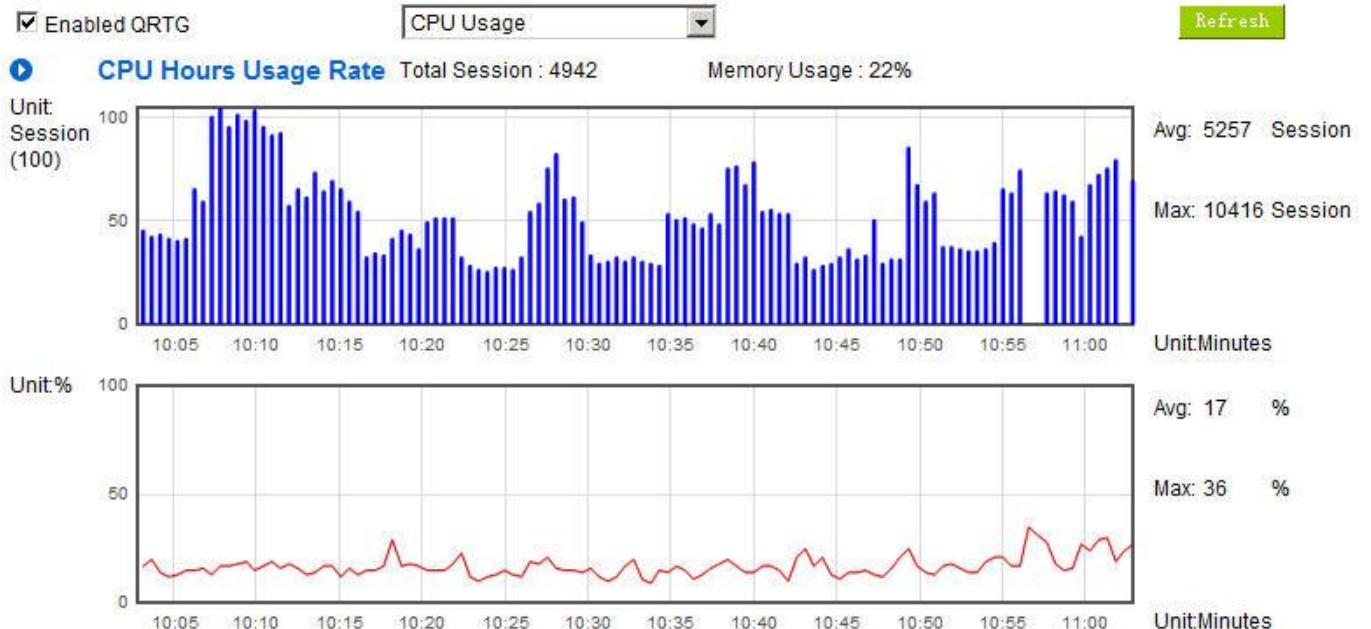 Enabled QRTG CPU Usage Refresh
CPU Hours Usage Rate Total Session : 4942 Memory Usage : 22%
Unit:
Session
(100)
100
50
0
Avg: 5257 Session
Max: 10416 Session
10:05 10:10 10:15 10:20 10:25 10:30 10:35 10:40 10:45 10:50 10:55 11:00 Unit:Minutes
Unit:%
100
50
0
Avg: 17 %
Max: 36 %
10:05 10:10 10:15 10:20 10:25 10:30 10:35 10:40 10:45 10:50 10:55 11:00 Unit:Minutes